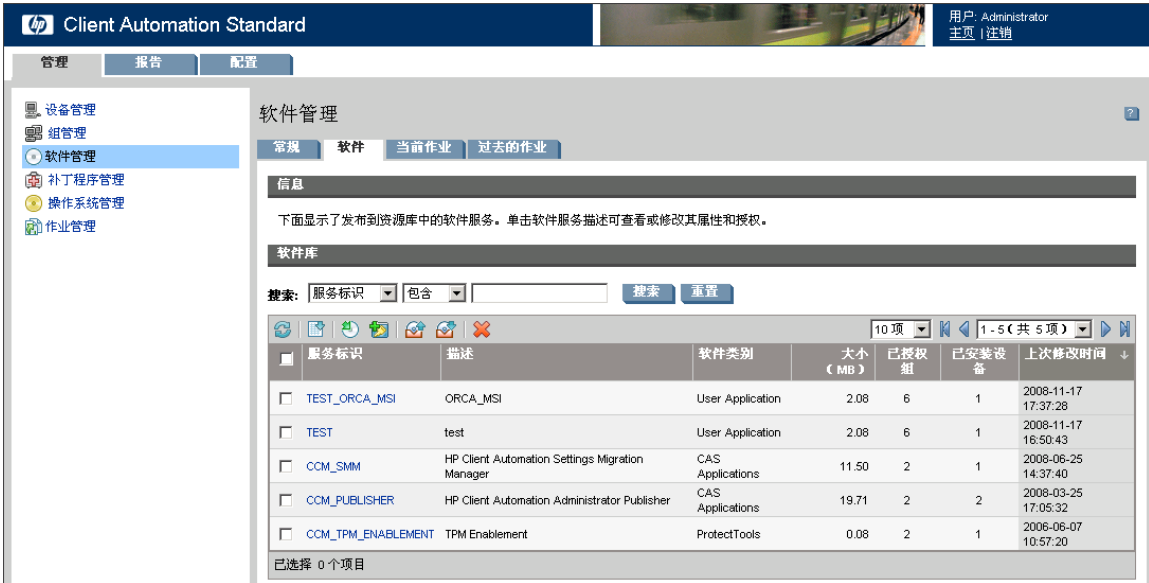 hp Client Automation Standard
用户: Administrator
主页 | 注销
管理 报告 配置
设备管理
组管理
软件管理
补丁程序管理
操作系统管理
作业管理
软件管理
?
常规 软件 当前作业 过去的作业
信息
下面显示了发布到资源库中的软件服务。单击软件服务描述可查看或修改其属性和授权。
软件库
搜索: 服务标识 包含 搜索 重置
10 项 1 - 5 ( 共 5 项 )
服务标识 描述 软件类别 大小 (MB) 已授权组 已安装设备 上次修改时间
TEST_ORCA_MSI ORCA_MSI User Application 2.08 6 1 2008-11-17 17:37:28
TEST test User Application 2.08 6 1 2008-11-17 16:50:43
CCM_SMM HP Client Automation Settings Migration Manager CAS Applications 11.50 2 1 2008-06-25 14:37:40
CCM_PUBLISHER HP Client Automation Administrator Publisher CAS Applications 19.71 2 2 2008-03-25 17:05:32
CCM_TPM_ENABLEMENT TPM Enablement ProtectTools 0.08 2 1 2006-06-07 10:57:20
已选择 0 个项目